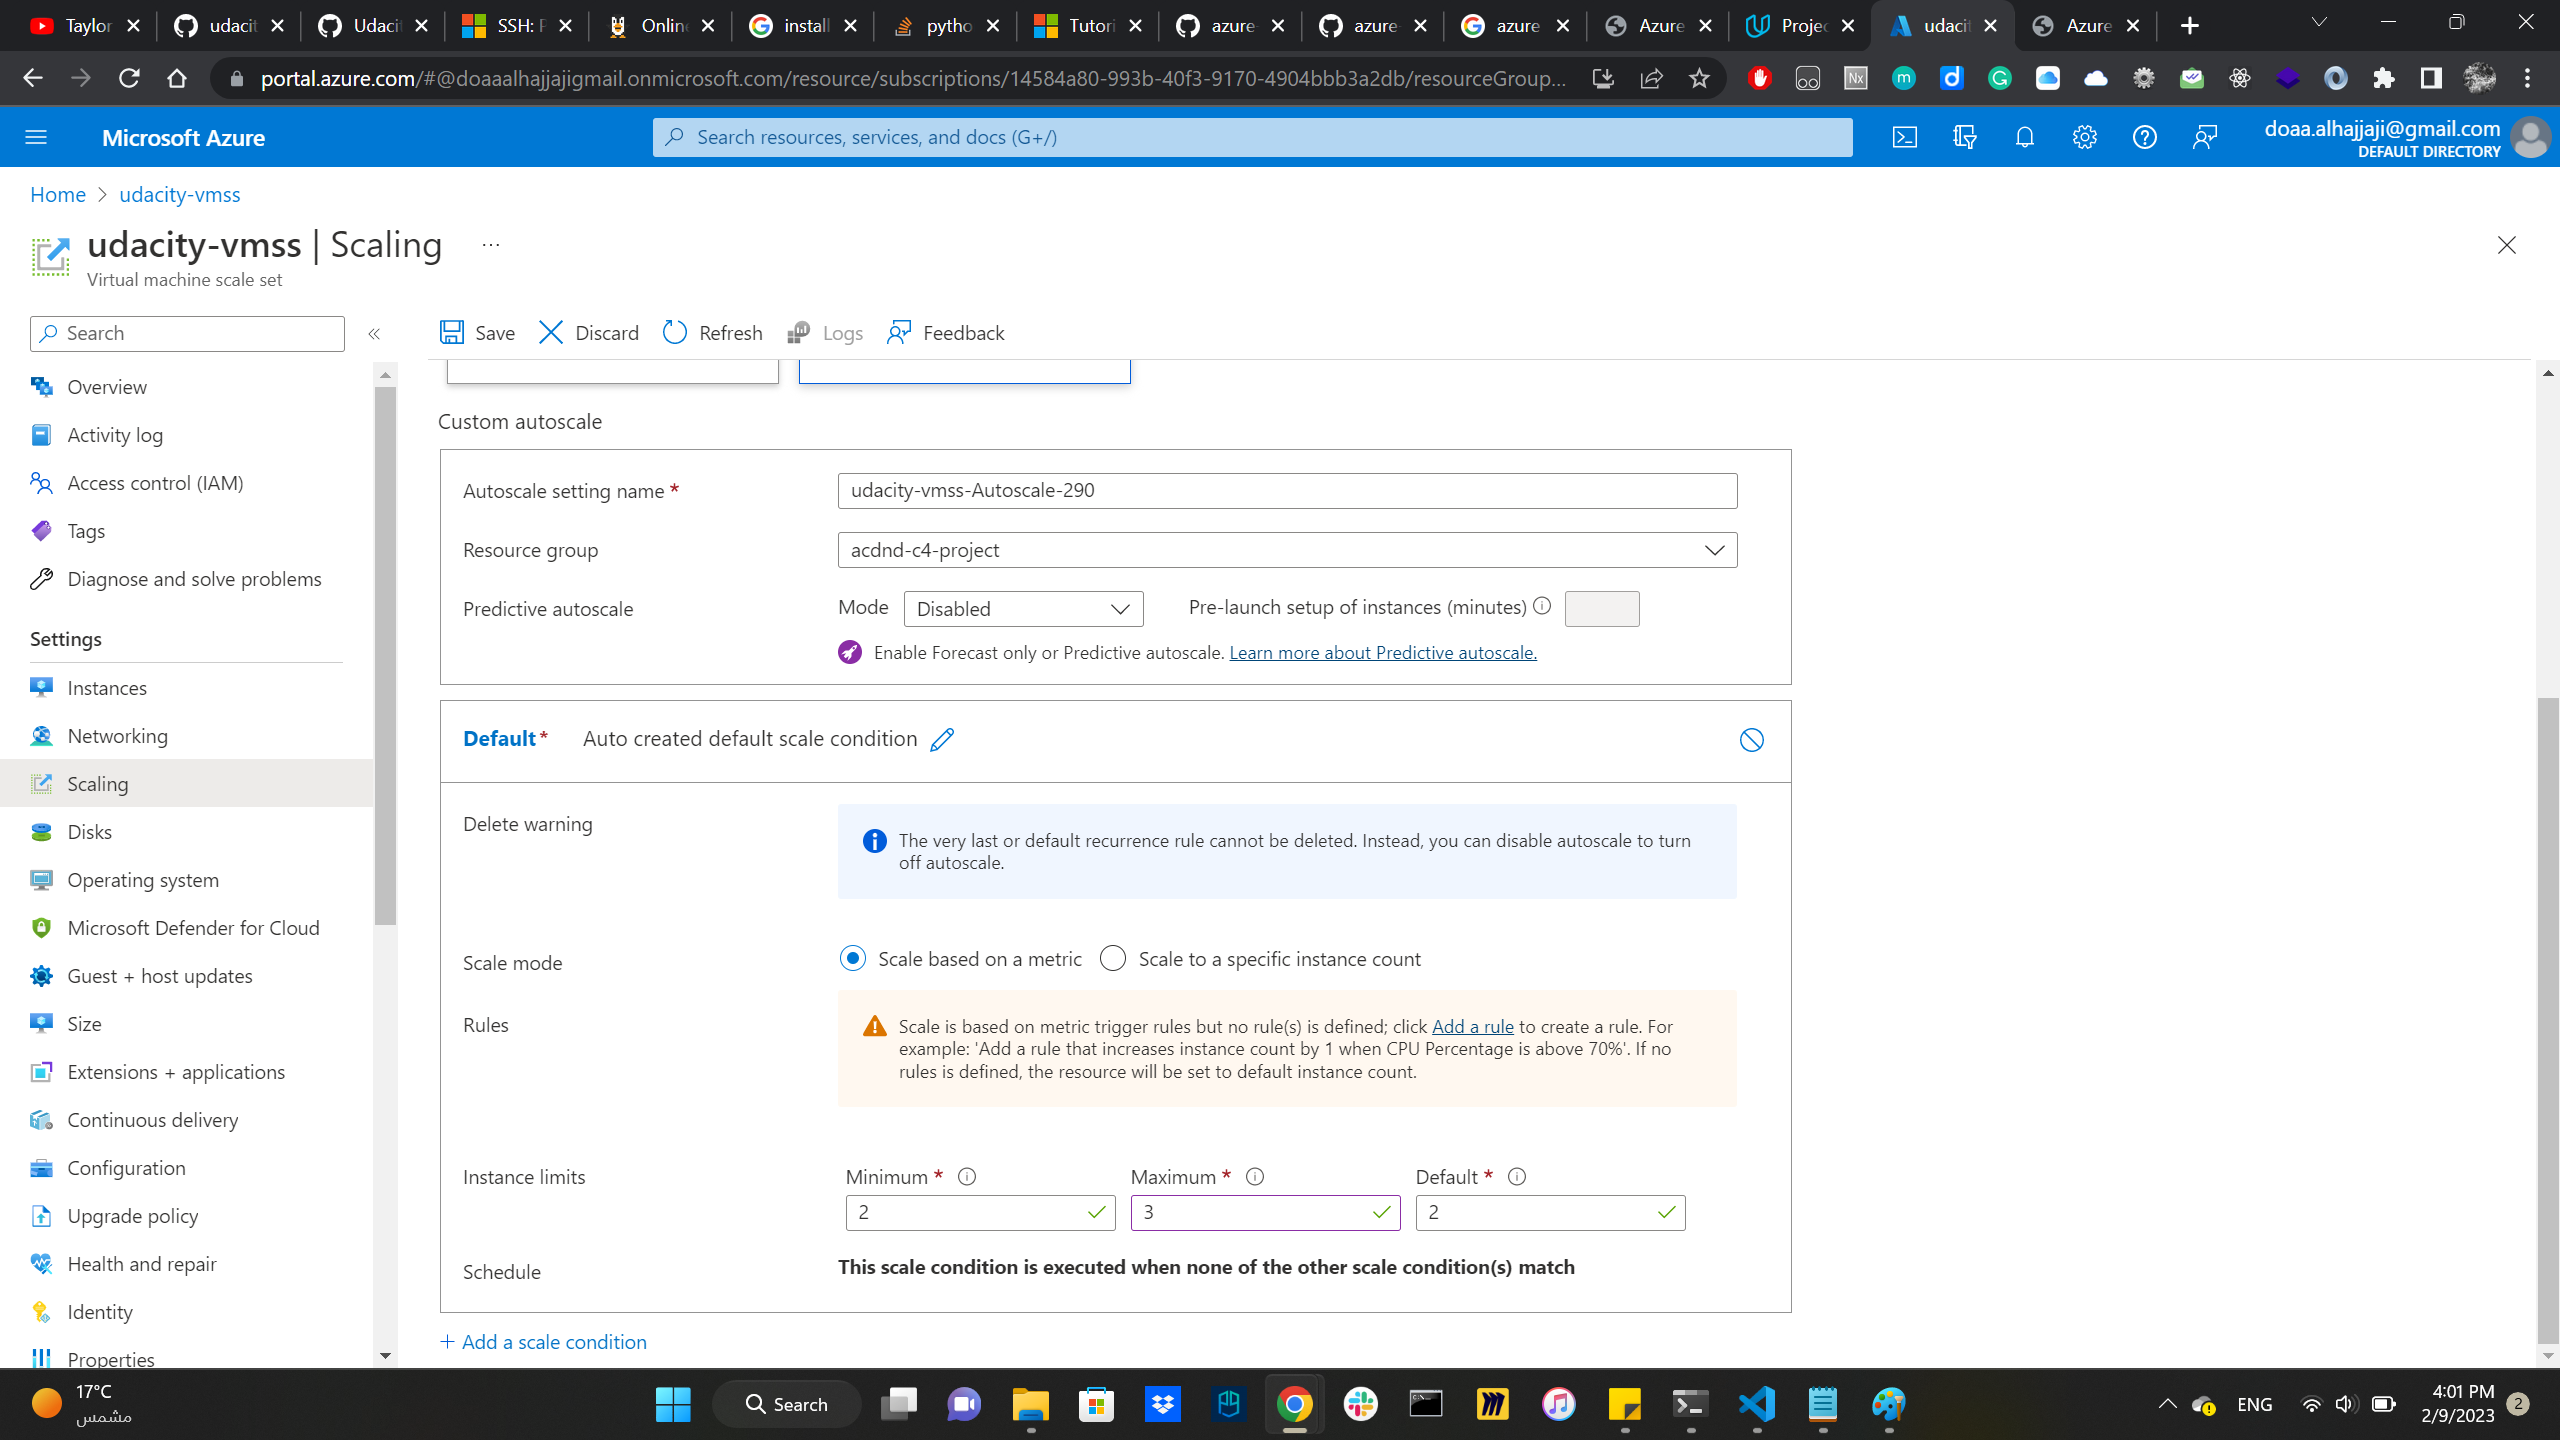 Taylor
udacit
Udacit
SSH: P
Online
install
pytho
Tutori
azure-
azure-
azure
Azure
Projec
udacit
Azure
portal.azure.com/#@doaaalhajjajigmail.onmicrosoft.com/resource/subscriptions/14584a80-993b-40f3-9170-4904bbb3a2db/resourceGroup...
Microsoft Azure
Search resources, services, and docs (G+/)
doaa.alhajjaji@gmail.com
DEFAULT DIRECTORY
Home > udacity-vmss
udacity-vmss | Scaling ...
Virtual machine scale set
Search
Save
Discard
Refresh
Logs
Feedback
Overview
Activity log
Access control (IAM)
Tags
Diagnose and solve problems
Settings
Instances
Networking
Scaling
Disks
Operating system
Microsoft Defender for Cloud
Guest + host updates
Size
Extensions + applications
Continuous delivery
Configuration
Upgrade policy
Health and repair
Identity
Properties
Custom autoscale
Autoscale setting name *
udacity-vmss-Autoscale-290
Resource group
acdnd-c4-project
Predictive autoscale
Mode
Disabled
Pre-launch setup of instances (minutes)
Enable Forecast only or Predictive autoscale. Learn more about Predictive autoscale.
Default* Auto created default scale condition
Delete warning
The very last or default recurrence rule cannot be deleted. Instead, you can disable autoscale to turn
off autoscale.
Scale mode
Scale based on a metric
Scale to a specific instance count
Rules
Scale is based on metric trigger rules but no rule(s) is defined; click Add a rule to create a rule. For
example: 'Add a rule that increases instance count by 1 when CPU Percentage is above 70%'. If no
rules is defined, the resource will be set to default instance count.
Instance limits
Minimum *
Maximum *
Default *
2
3
2
Schedule
This scale condition is executed when none of the other scale condition(s) match
+ Add a scale condition
17°C
مشمس
Search
ENG
4:01 PM
2/9/2023
2